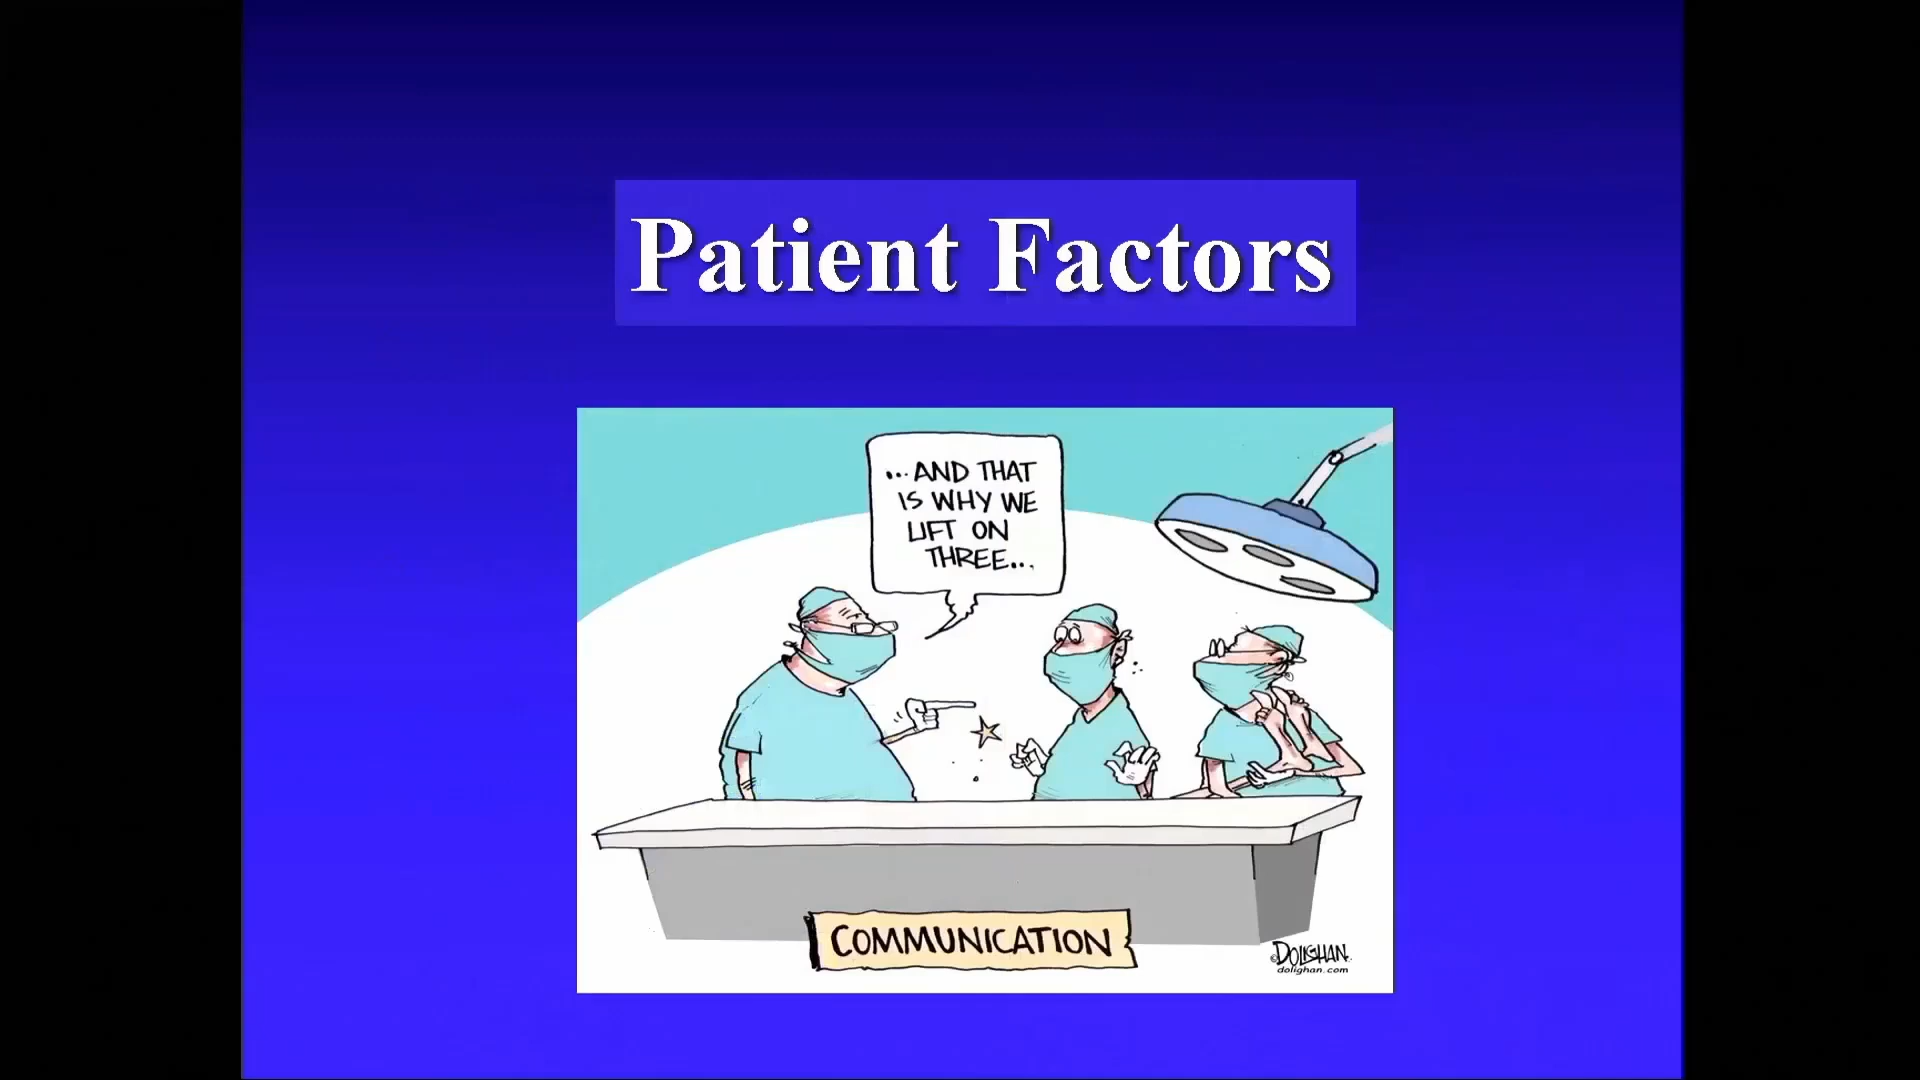 Patient Factors
...AND THAT
IS WHY WE
LIFT ON
THREE...
COMMUNICATION
©DOLIGHAN
dolighan.com